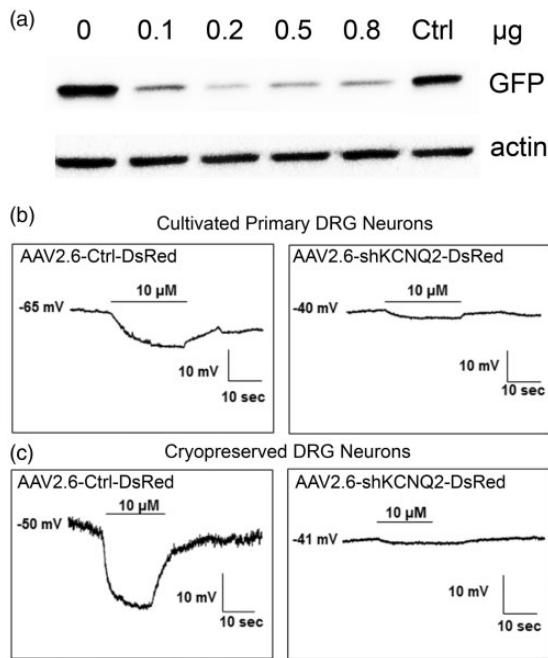 (a)
0 0.1 0.2 0.5 0.8 Ctrl µg
GFP
actin
(b)
Cultivated Primary DRG Neurons
AAV2.6-Ctrl-DsRed
10 µM
-65 mV
10 mV
10 sec
AAV2.6-shKCNQ2-DsRed
10 µM
-40 mV
10 mV
10 sec
(c)
Cryopreserved DRG Neurons
AAV2.6-Ctrl-DsRed
10 µM
-50 mV
10 mV
10 sec
AAV2.6-shKCNQ2-DsRed
10 µM
-41 mV
10 mV
10 sec